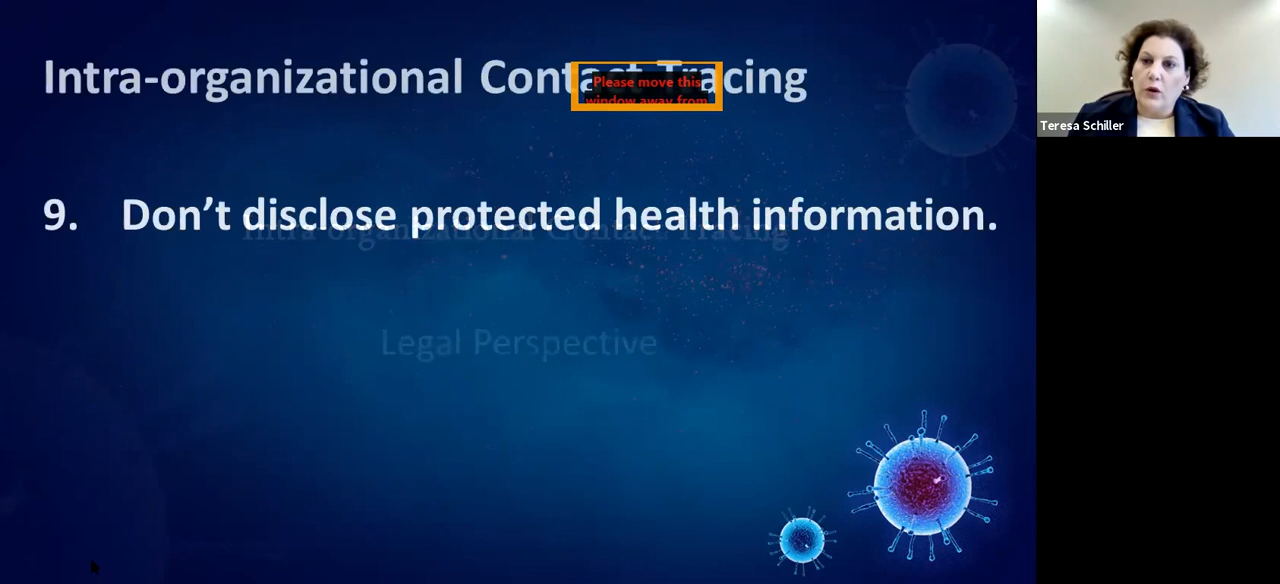 Intra-organizational Contact Tracing
Please move this
window away from
Teresa Schiller
9. Don't disclose protected health information.
Intra-organizational Contact Tracing
Legal Perspective